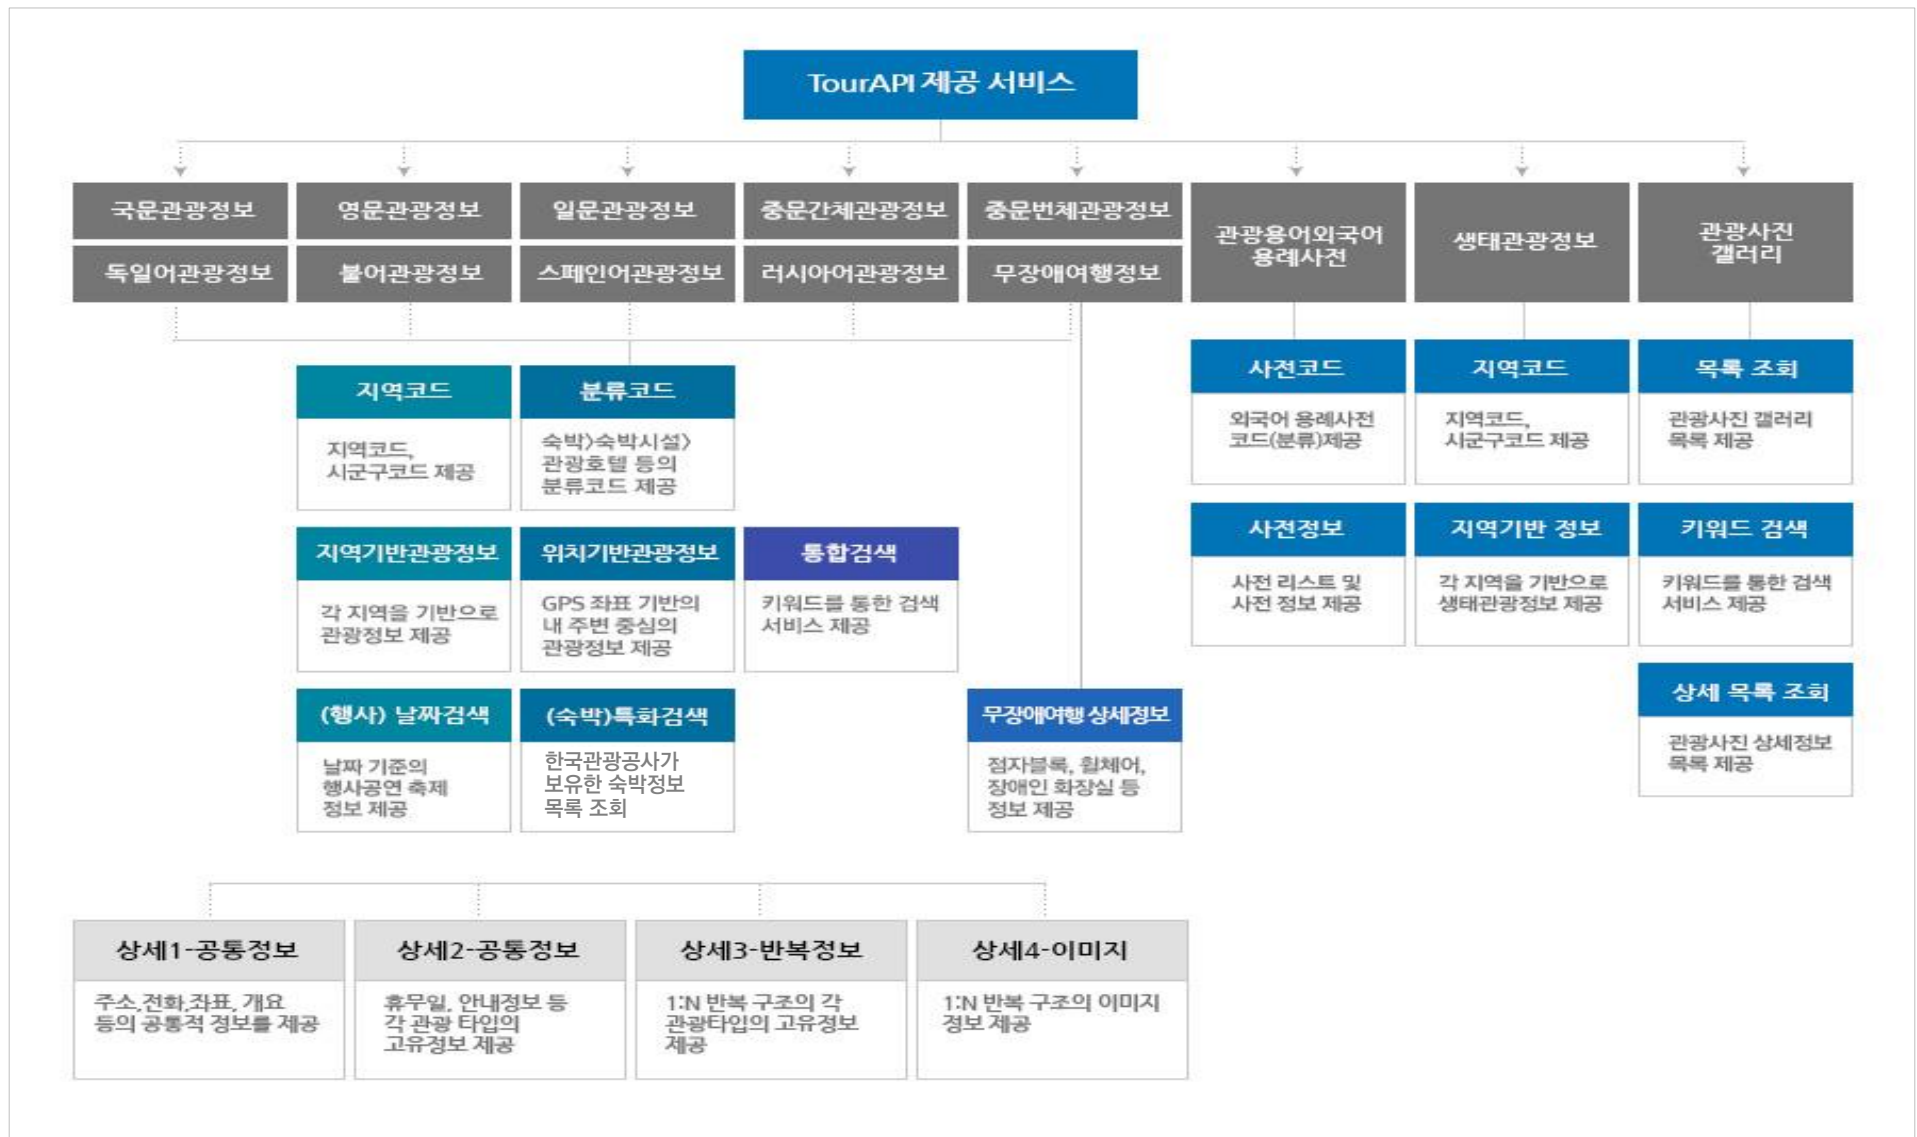 TourAPI 제공 서비스
국문관광정보
영문관광정보
일문관광정보
중문간체관광정보
중문번체관광정보
독일어관광정보
불어관광정보
스페인어관광정보
러시아어관광정보
무장애여행정보
관광용어외국어
용례사전
생태관광정보
관광사진
갤러리
지역코드
지역코드,
시군구코드 제공
분류코드
숙박>숙박시설>
관광호텔 등의
분류코드 제공
사전코드
외국어 용례사전
코드(분류)제공
지역코드
지역코드,
시군구코드 제공
목록 조회
관광사진 갤러리
목록 제공
지역기반관광정보
각 지역을 기반으로
관광정보 제공
위치기반관광정보
GPS 좌표 기반의
내 주변 중심의
관광정보 제공
통합검색
키워드를 통한 검색
서비스 제공
사전정보
사전 리스트 및
사전 정보 제공
지역기반 정보
각 지역을 기반으로
생태관광정보 제공
키워드 검색
키워드를 통한 검색
서비스 제공
(행사) 날짜검색
날짜 기준의
행사공연 축제
정보 제공
(숙박)특화검색
한국관광공사가
보유한 숙박정보
목록 조회
무장애여행 상세정보
점자블록, 휠체어,
장애인 화장실 등
정보 제공
상세 목록 조회
관광사진 상세정보
목록 제공
상세1-공통정보
주소,전화,좌표, 개요
등의 공통적 정보를 제공
상세2-공통정보
휴무일, 안내정보 등
각 관광 타입의
고유정보 제공
상세3-반복정보
1:N 반복 구조의 각
관광타입의 고유정보
제공
상세4-이미지
1:N 반복 구조의 이미지
정보 제공